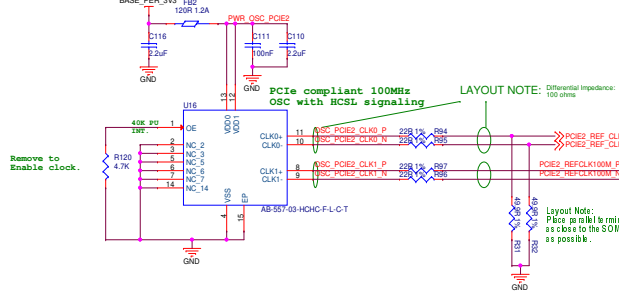 BASE_PER_3V3
FB2
120R 1.2A
PWR_OSC_PCIE2
C116
2.2uF
C111
100nF
C110
2.2uF
GND
GND
PCIe compliant 100MHz
OSC with HCSL signaling
LAYOUT NOTE:
Differential Impedance:
100 ohms
U16
13
12
VDD0
VDD1
40K PU
INT.
1
OE
2
NC_2
3
NC_3
5
NC_5
6
NC_6
7
NC_7
14
NC_14
CLK0+
11
OSC_PCIE2_CLK0_P
22R 1%
R94
CLK0-
10
OSC_PCIE2_CLK0_N
R95
PCIE2_REF_CL
CLK1+
8
OSC_PCIE2_CLK1_P
22R 1%
R97
PCIE2_REFCLK100M_
CLK1-
9
OSC_PCIE2_CLK1_N
PCIE2_REFCLK100M_N
Remove to
Enable clock.
R120
4.7K
VSS
EP
4
15
AB-557-03-HCHC-F-L-C-T
49.9R 1%
49.9R 1%
R31
R32
Layout Note:
Place parallel termi
as close to the SOM
as possible.
GND
GND